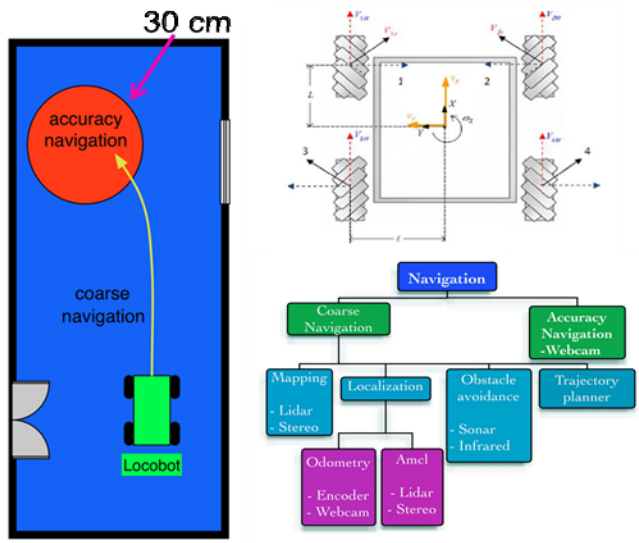 30 cm
accuracy
navigation
coarse
navigation
Locobot
1
2
3
4
L
X
Y
ℓ
Navigation
Coarse
Navigation
Accuracy
Navigation
-Webcam
Mapping
- Lidar
- Stereo
Localization
Obstacle
avoidance
- Sonar
- Infrared
Trajectory
planner
Odometry
- Encoder
- Webcam
Amcl
- Lidar
- Stereo